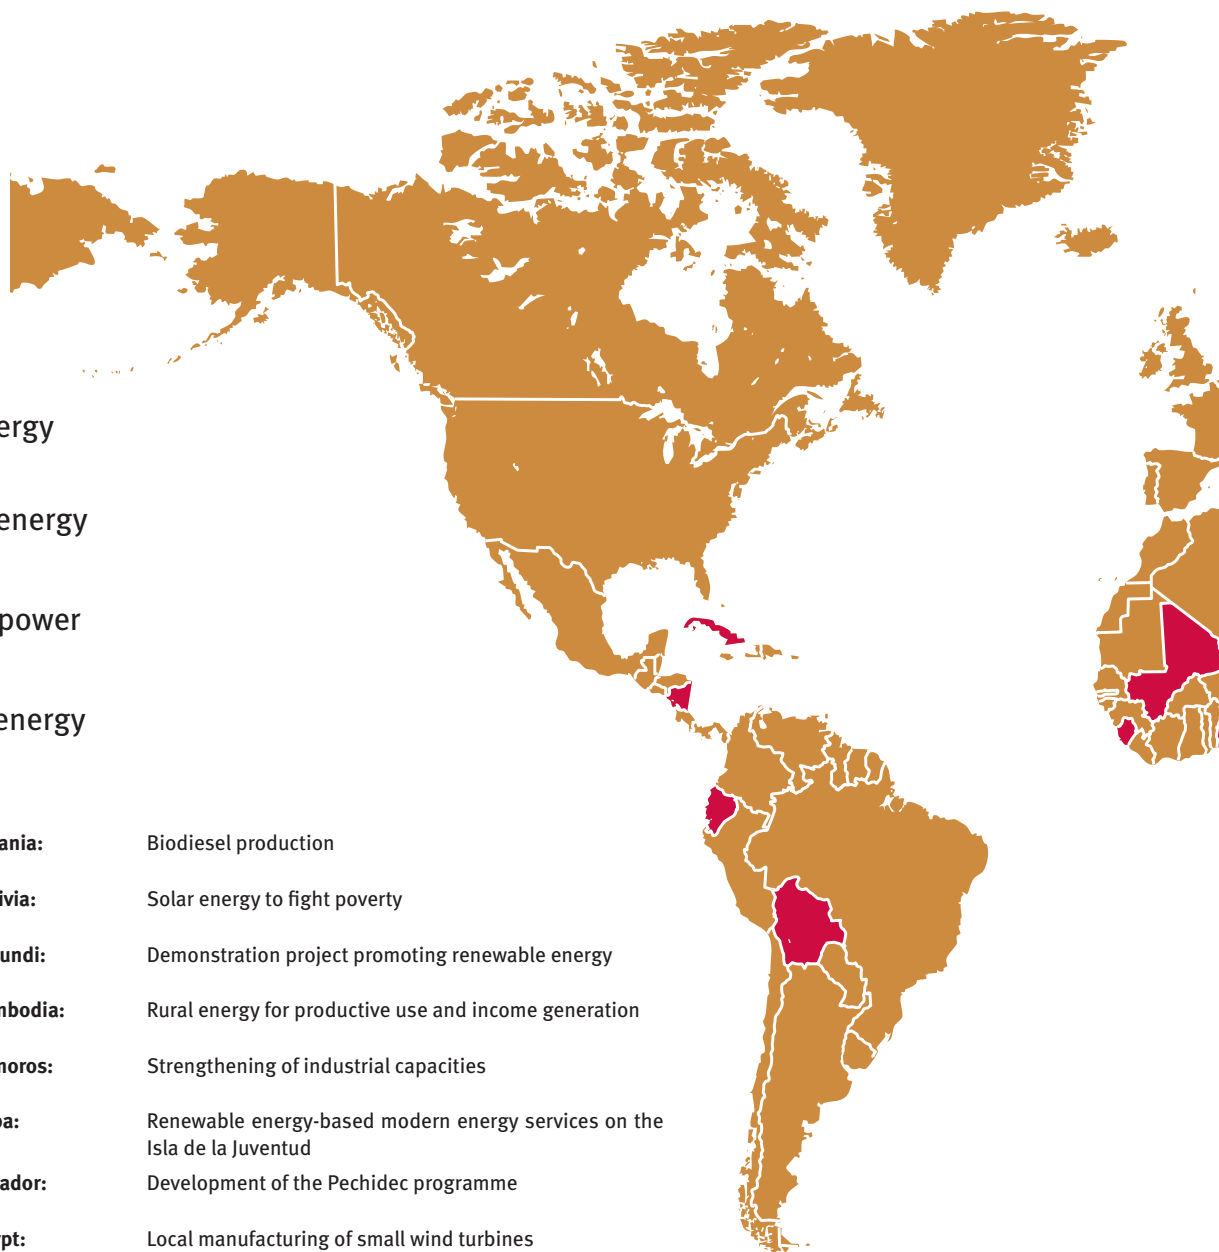 ergy
energy
power
energy
ania: Biodiesel production
ivia: Solar energy to fight poverty
undi: Demonstration project promoting renewable energy
nbodia: Rural energy for productive use and income generation
noros: Strengthening of industrial capacities
ba: Renewable energy-based modern energy services on the
Isla de la Juventud
ador: Development of the Pechidec programme
pt: Local manufacturing of small wind turbines